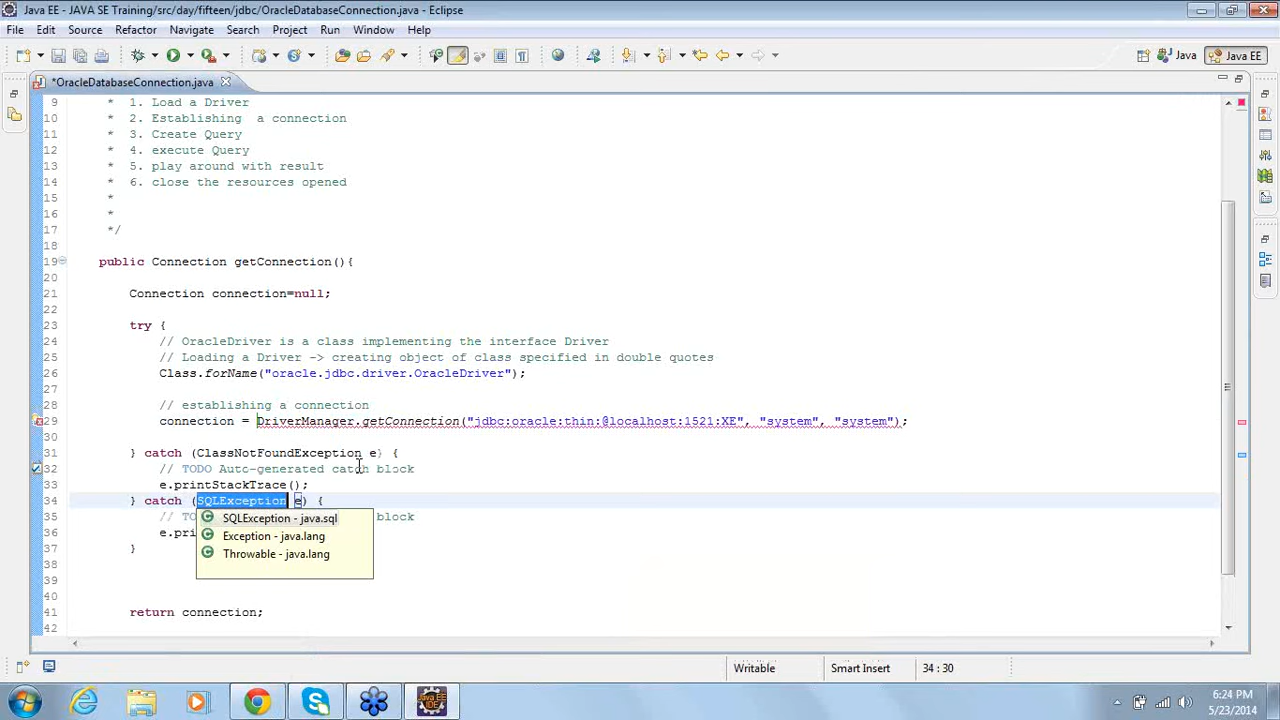 Java EE - JAVA SE Training/src/day/fifteen/jdbc/OracleDatabaseConnection.java - Eclipse
File Edit Source Refactor Navigate Search Project Run Window Help
Java Java EE
*OracleDatabaseConnection.java
9 * 1. Load a Driver
10 * 2. Establishing a connection
11 * 3. Create Query
12 * 4. execute Query
13 * 5. play around with result
14 * 6. close the resources opened
15 *
16 *
17 */
18
19 public Connection getConnection(){
20
21 Connection connection=null;
22
23 try {
24 // OracleDriver is a class implementing the interface Driver
25 // Loading a Driver -> creating object of class specified in double quotes
26 Class.forName("oracle.jdbc.driver.OracleDriver");
27
28 // establishing a connection
29 connection = DriverManager.getConnection("jdbc:oracle:thin:@localhost:1521:XE", "system", "system");
30
31 } catch (ClassNotFoundException e) {
32 // TODO Auto-generated catch block
33 e.printStackTrace();
34 } catch (SQLException e) {
35 // TO block
36 e.pri
37 }
38
39
40
41 return connection;
42
SQLException - java.sql
Exception - java.lang
Throwable - java.lang
Writable Smart Insert 34 : 30
Java EE IDE
6:24 PM
5/23/2014